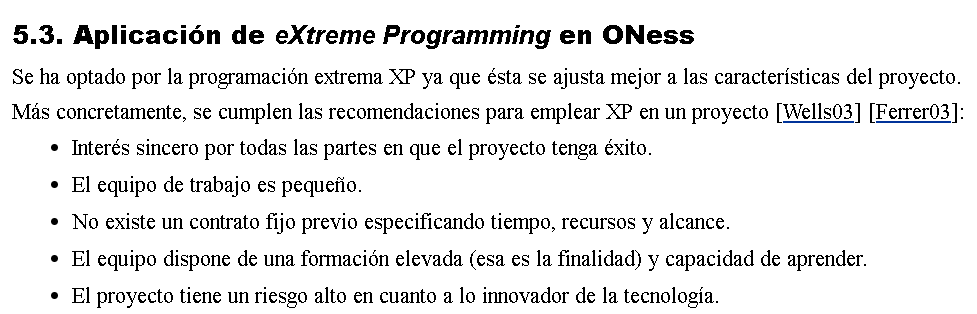 5.3. Aplicación de eXtreme Programming en ONess
Se ha optado por la programación extrema XP ya que ésta se ajusta mejor a las características del proyecto.
Más concretamente, se cumplen las recomendaciones para emplear XP en un proyecto [Wells03] [Ferrer03]:
• Interés sincero por todas las partes en que el proyecto tenga éxito.
• El equipo de trabajo es pequeño.
• No existe un contrato fijo previo especificando tiempo, recursos y alcance.
• El equipo dispone de una formación elevada (esa es la finalidad) y capacidad de aprender.
• El proyecto tiene un riesgo alto en cuanto a lo innovador de la tecnología.